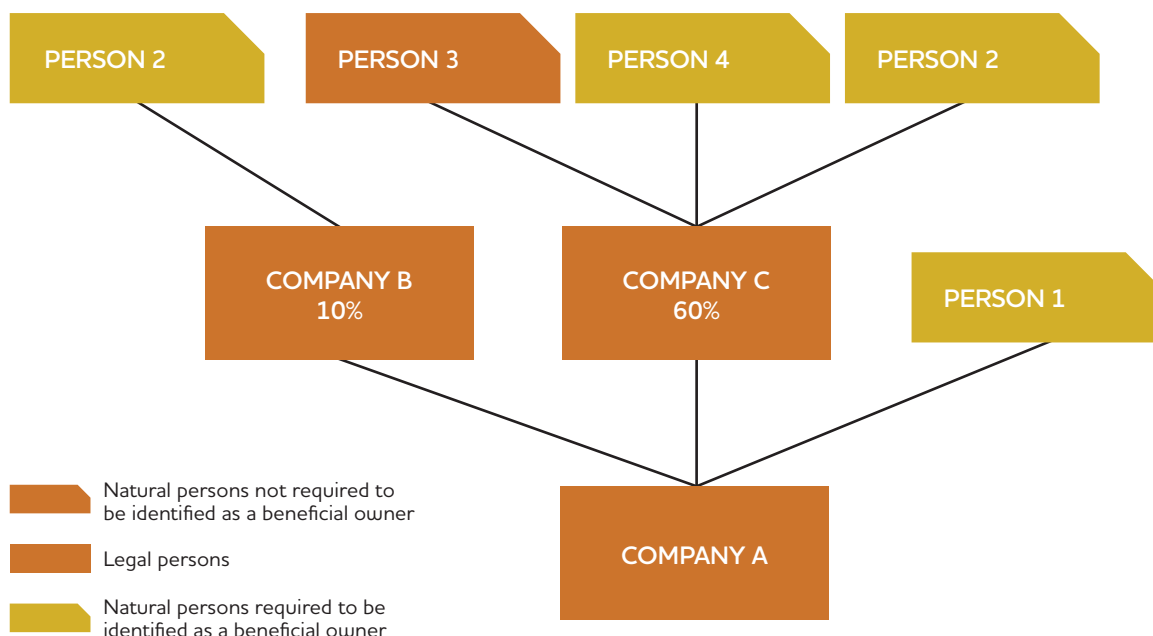 PERSON 2
PERSON 3
PERSON 4
PERSON 2
COMPANY B
10%
COMPANY C
60%
PERSON 1
Natural persons not required to
be identified as a beneficial owner
Legal persons
Natural persons required to be
identified as a beneficial owner
COMPANY A